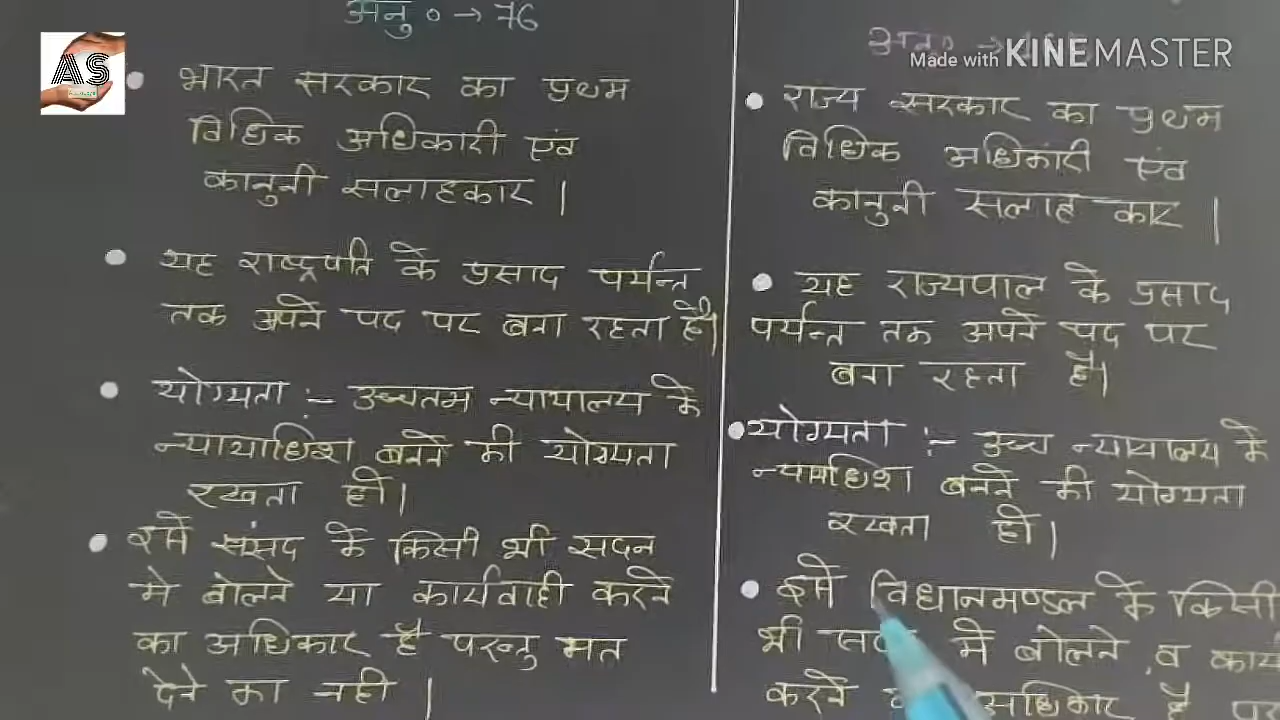 अनु० → 76
भारत सरकार का प्रथम
विधिक अधिकारी एंव
कानुनी सलाहकार |
यह राष्ट्रपति के प्रसाद पर्यन्त
तक अपने पद पर बना रहता है|
योग्यता :- उच्चतम न्यायालय के
न्यायाधिश बनने की योग्यता
रखता हो|
इसे संसद के किसी भी सदन
मे बोलने या कार्यवाही करने
का अधिकार है परन्तु मत
देने का नही |
अनु० →
राज्य सरकार का प्रथम
विधिक अधिकारी एंव
कानुनी सलाह कार |
यह राज्यपाल के प्रसाद
पर्यन्त तक अपने पद पर
बना रहता है|
योग्यता :- उच्च न्यायालय के
न्यायाधिश बनने की योग्यता
रखता हो|
इसे विधानमण्डल के किसी
भी में बोलने व
करने अधिकार है
AS
Made with KINEMASTER